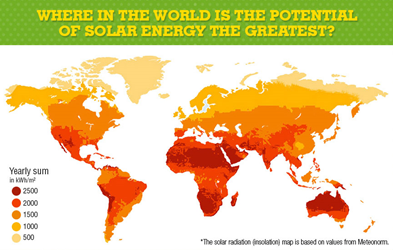 WHERE IN THE WORLD IS THE POTENTIAL
OF SOLAR ENERGY THE GREATEST?
Yearly sum
in kWh/m²
2500
2000
1500
1000
500
*The solar radiation (insolation) map is based on values from Meteonorm.